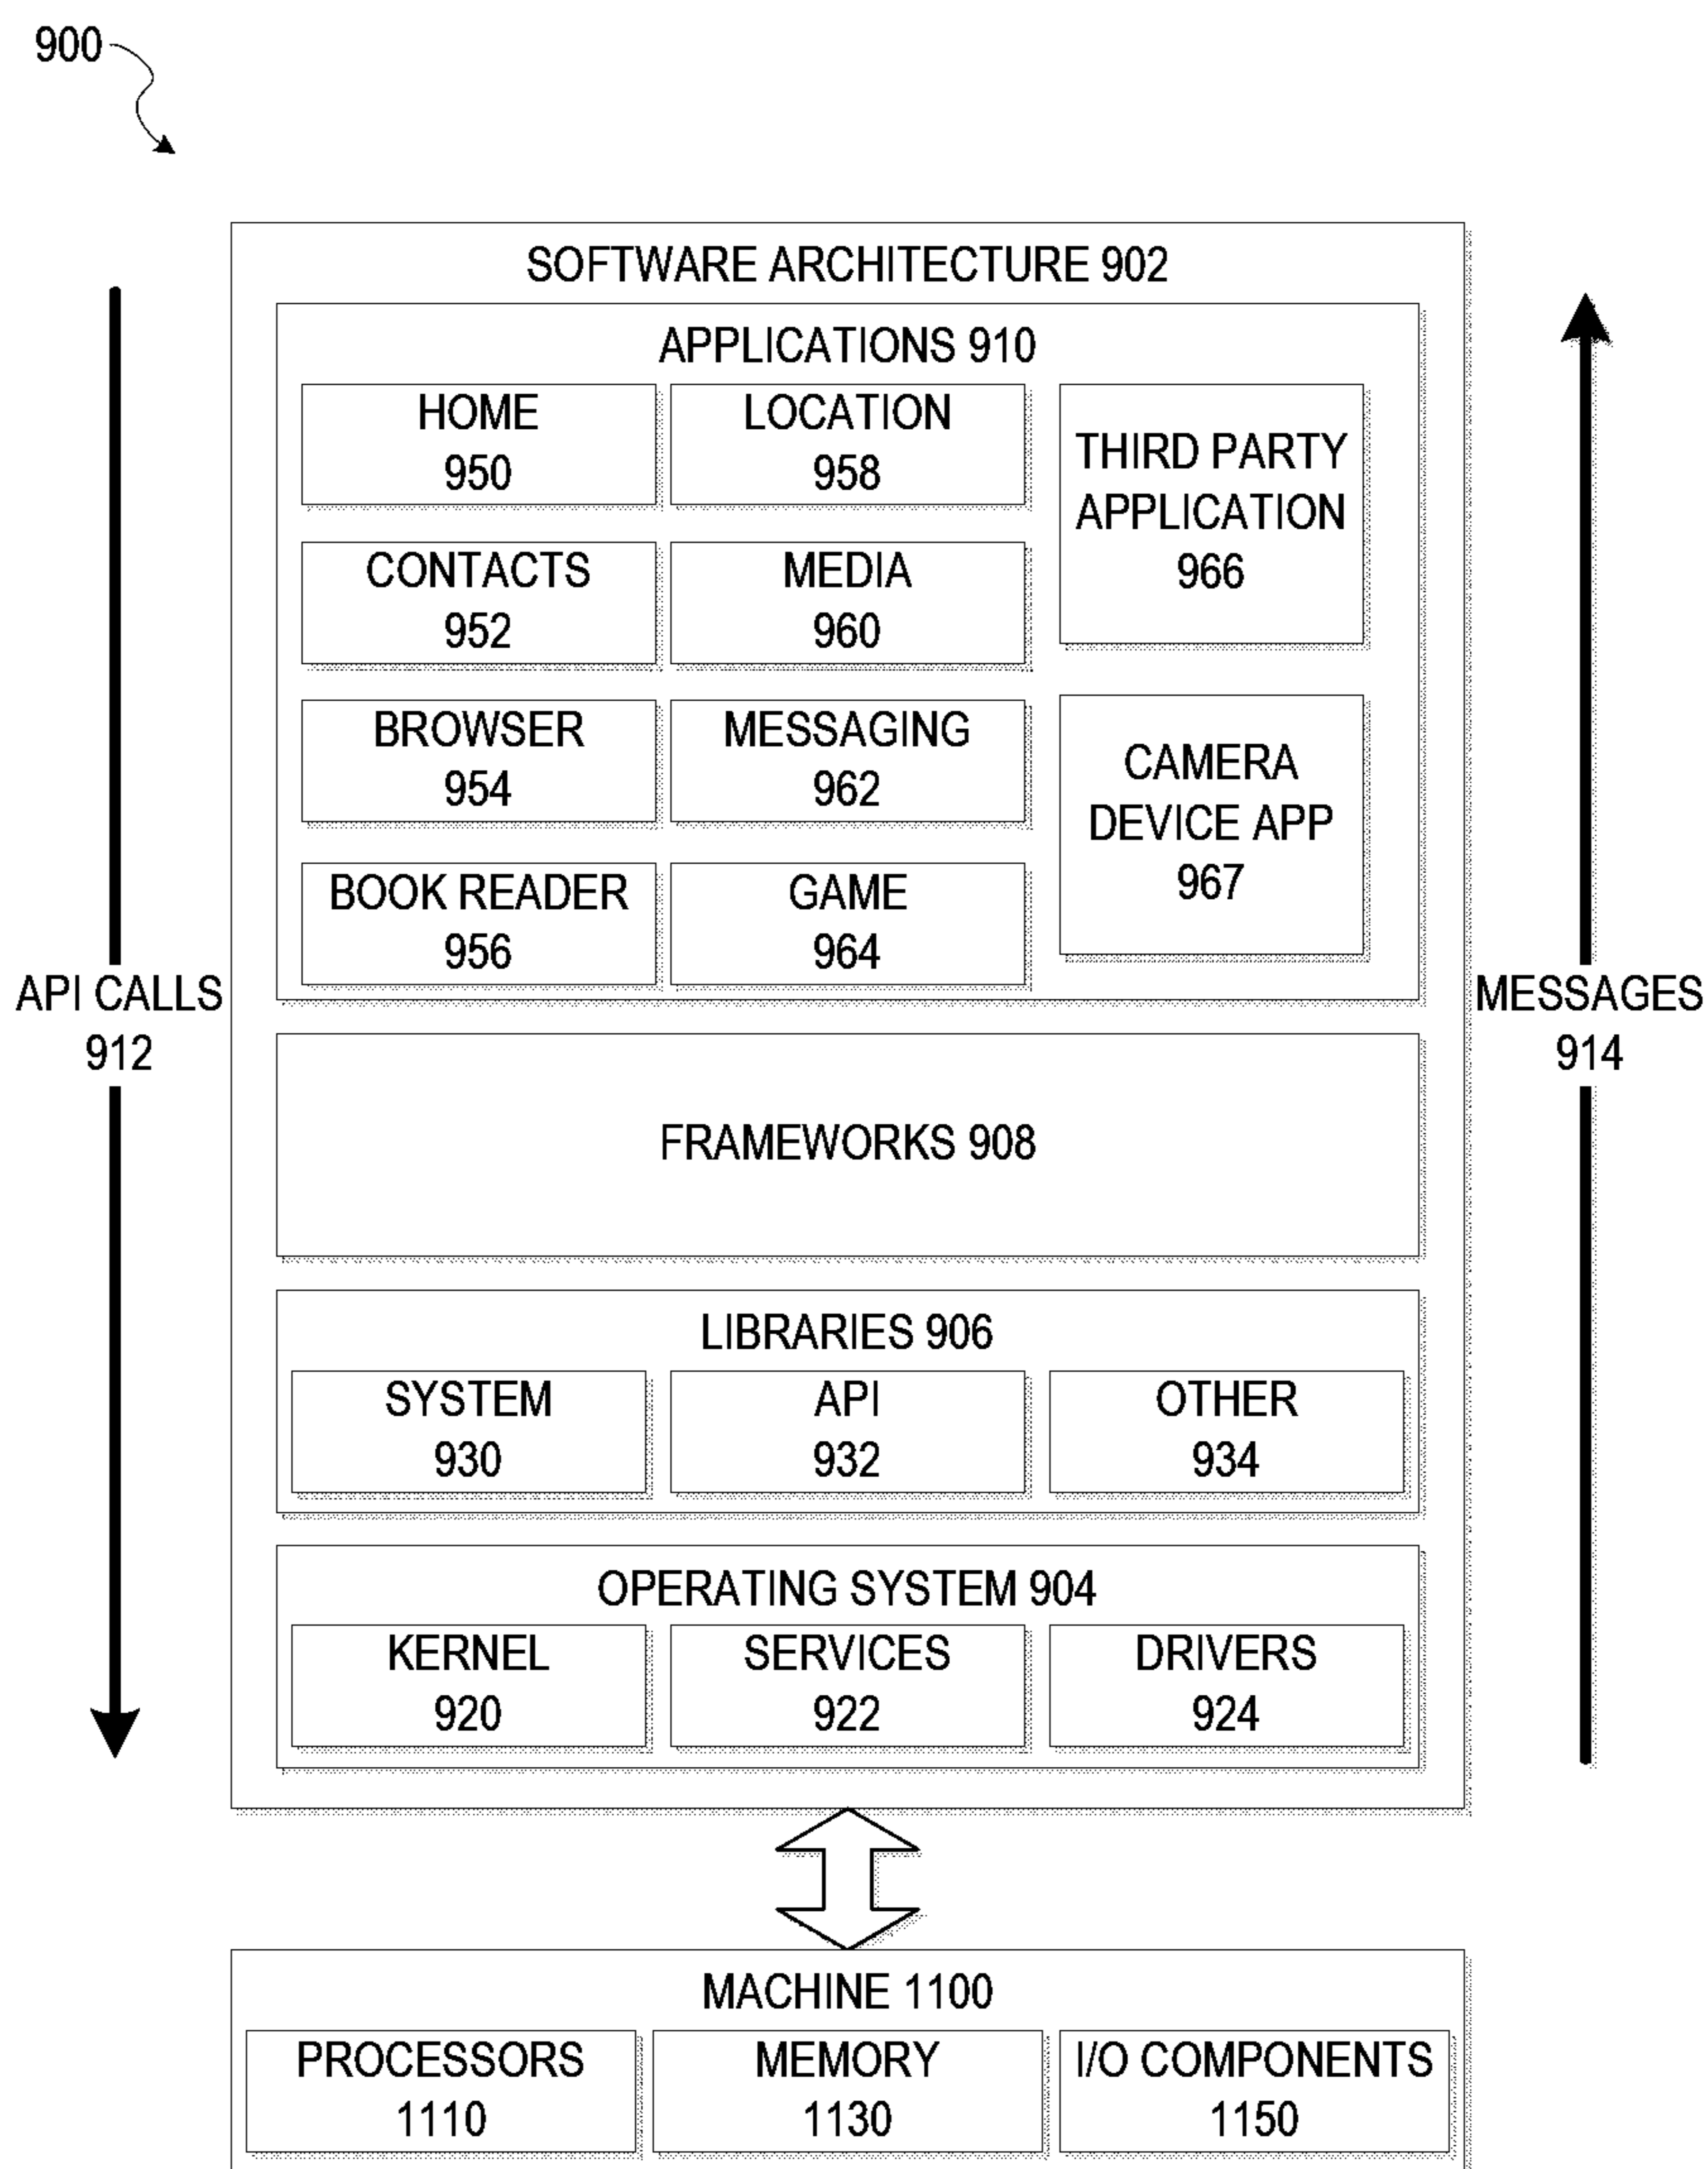 900
SOFTWARE ARCHITECTURE 902
APPLICATIONS 910
HOME
950
LOCATION
958
THIRD PARTY
APPLICATION
966
CONTACTS
952
MEDIA
960
BROWSER
954
MESSAGING
962
CAMERA
DEVICE APP
967
BOOK READER
956
GAME
964
API CALLS
912
MESSAGES
914
FRAMEWORKS 908
LIBRARIES 906
SYSTEM
930
API
932
OTHER
934
OPERATING SYSTEM 904
KERNEL
920
SERVICES
922
DRIVERS
924
MACHINE 1100
PROCESSORS
1110
MEMORY
1130
I/O COMPONENTS
1150